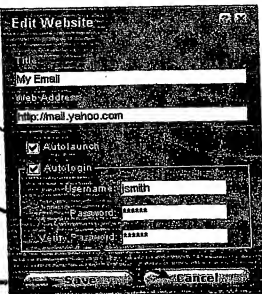 Edit Website
Title
My Email
Web Address
http://mail.yahoo.com
Autolaunch
Autologin
Username jsmith
Password ******
Verify Password ******
Save Cancel